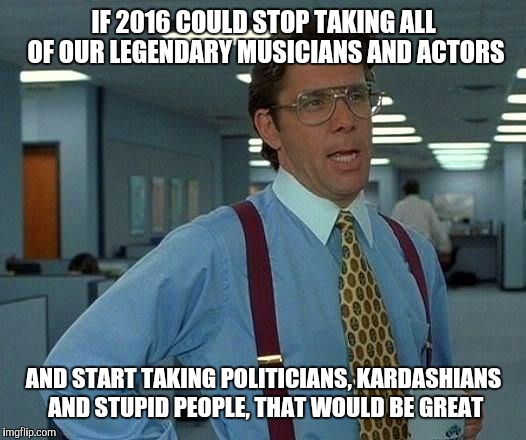 IF 2016 COULD STOP TAKING ALL
OF OUR LEGENDARY MUSICIANS AND ACTORS
AND START TAKING POLITICIANS, KARDASHIANS
AND STUPID PEOPLE, THAT WOULD BE GREAT
imgflip.com